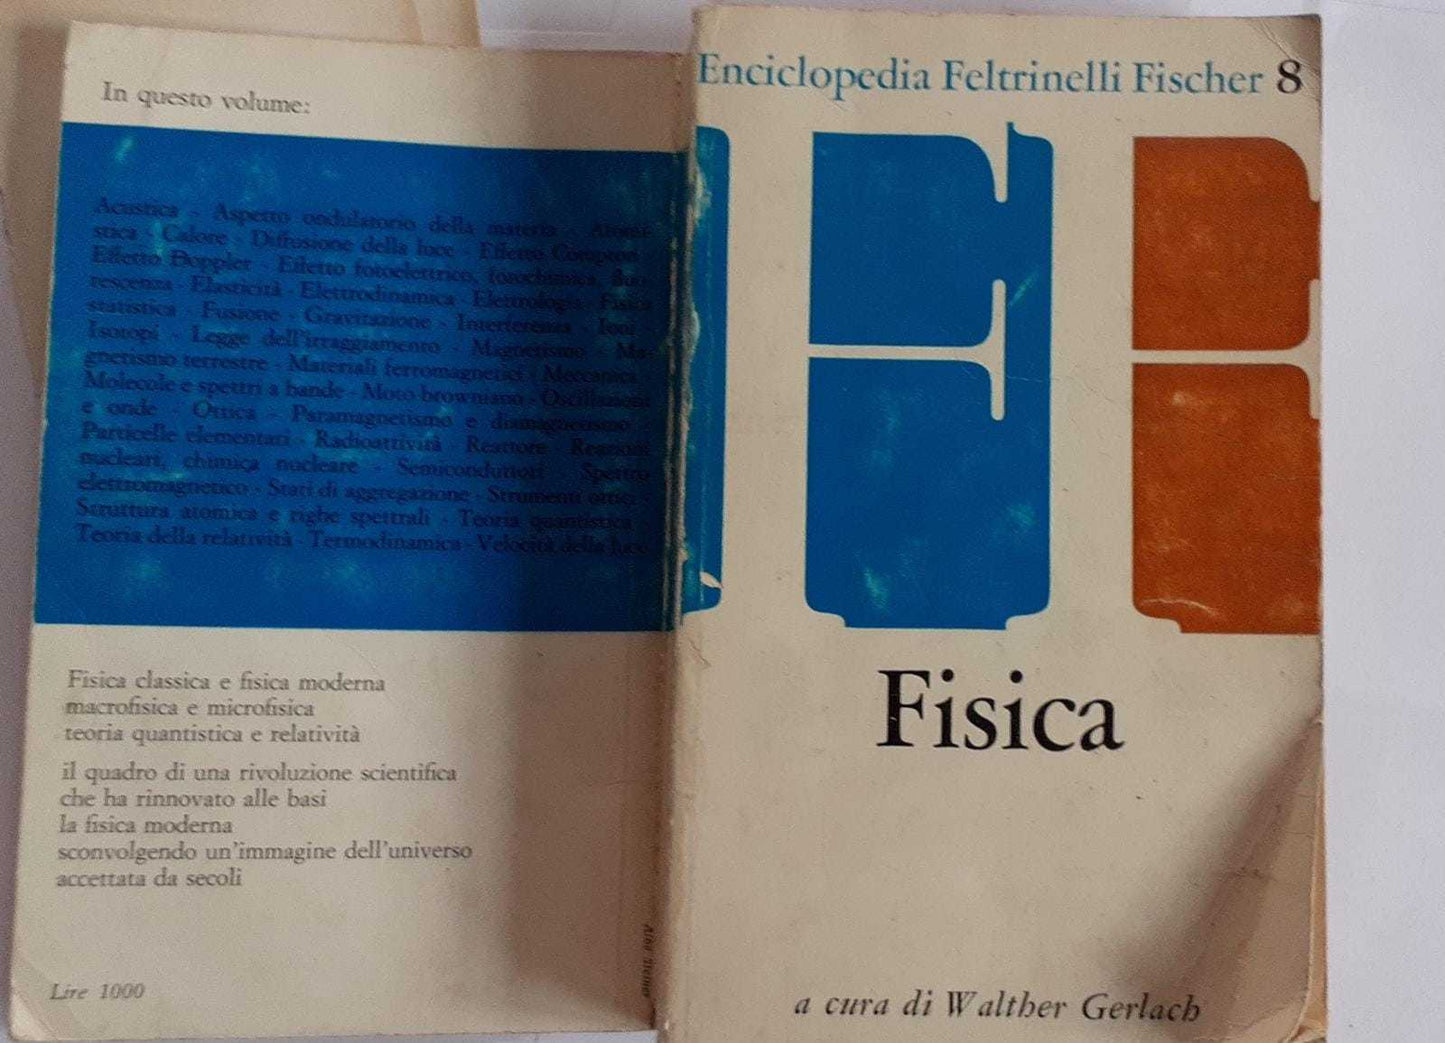 In questo volume:
Acustica - Aspetto ondulatorio della materia - Atomi-
stica - Calore - Diffusione della luce - Effetto Compton -
Effetto Doppler - Effetto fotoelettrico, fotochimica, fluo-
rescenza - Elasticità - Elettrodinamica - Elettrologia - Fisica
statistica - Fusione - Gravitazione - Interferenza - Ioni -
Isotopi - Legge dell'irraggiamento - Magnetismo - Ma-
gnetismo terrestre - Materiali ferromagnetici - Meccanica -
Molecole e spettri a bande - Moto browniano - Oscillazioni
e onde - Ottica - Paramagnetismo e diamagnetismo -
Particelle elementari - Radioattività - Reattore - Reazioni
nucleari, chimica nucleare - Semiconduttori - Spettro
elettromagnetico - Stati di aggregazione - Strumenti ottici -
Struttura atomica e righe spettrali - Teoria quantistica -
Teoria della relatività - Termodinamica - Velocità della luce
Fisica classica e fisica moderna
macrofisica e microfisica
teoria quantistica e relatività
il quadro di una rivoluzione scientifica
che ha rinnovato alle basi
la fisica moderna
sconvolgendo un'immagine dell'universo
accettata da secoli
Lire 1000
Albe Steiner
Enciclopedia Feltrinelli Fischer 8
Fisica
a cura di Walther Gerlach